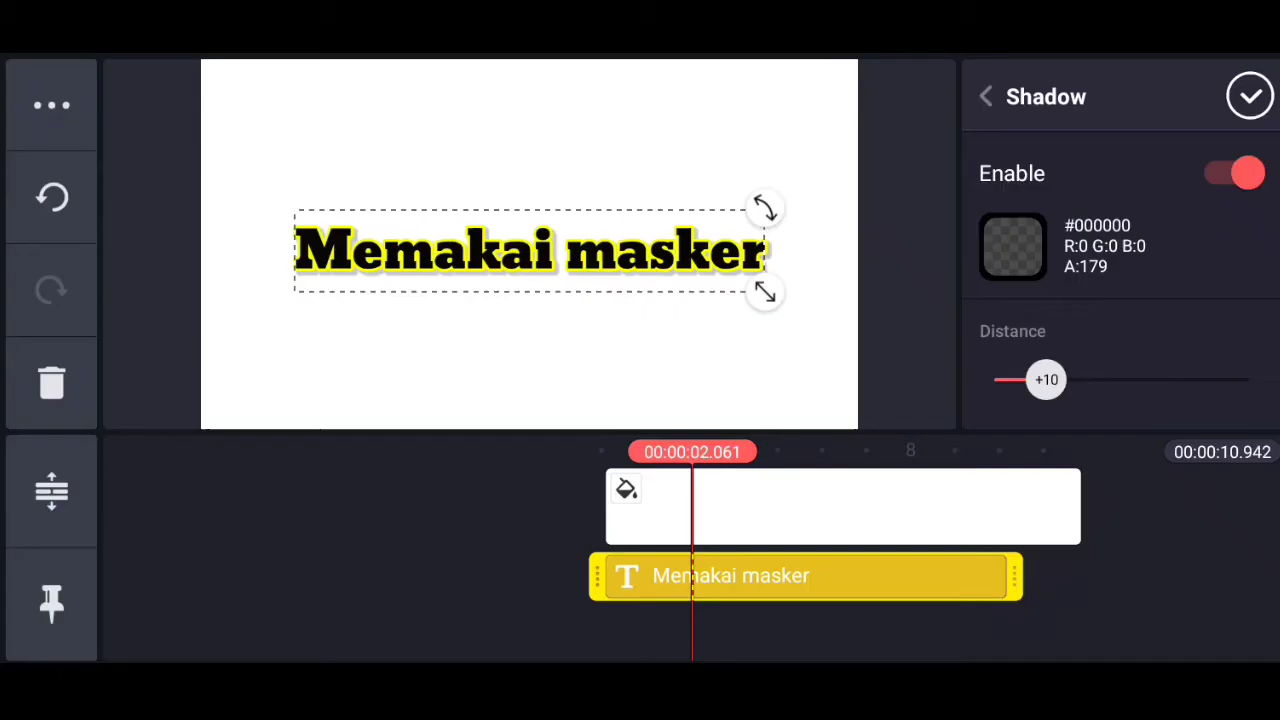 Shadow
Enable
Memakai masker
#000000
R:0 G:0 B:0
A:179
Distance
+10
00:00:02.061
8
00:00:10.942
T Memakai masker